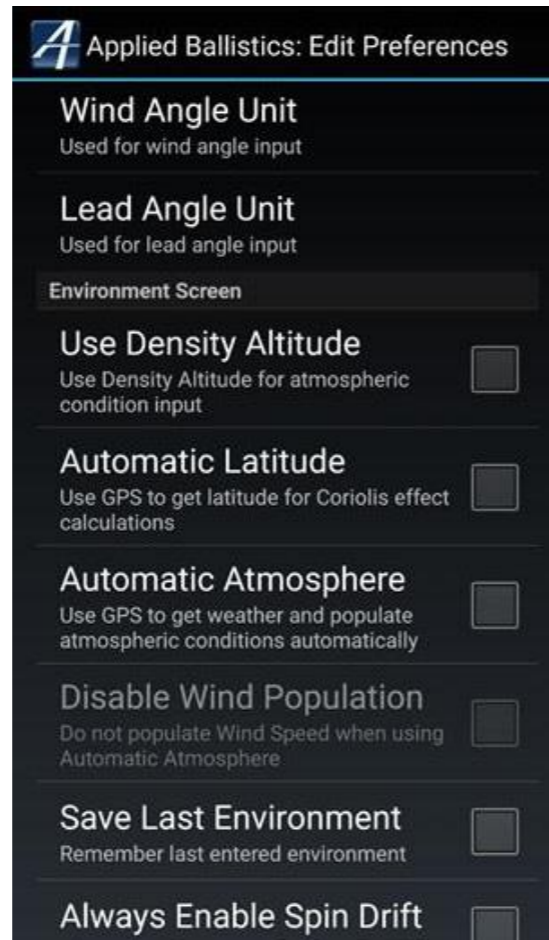 Applied Ballistics: Edit Preferences
Wind Angle Unit
Used for wind angle input
Lead Angle Unit
Used for lead angle input
Environment Screen
Use Density Altitude
Use Density Altitude for atmospheric
condition input
Automatic Latitude
Use GPS to get latitude for Coriolis effect
calculations
Automatic Atmosphere
Use GPS to get weather and populate
atmospheric conditions automatically
Disable Wind Population
Do not populate Wind Speed when using
Automatic Atmosphere
Save Last Environment
Remember last entered environment
Always Enable Spin Drift